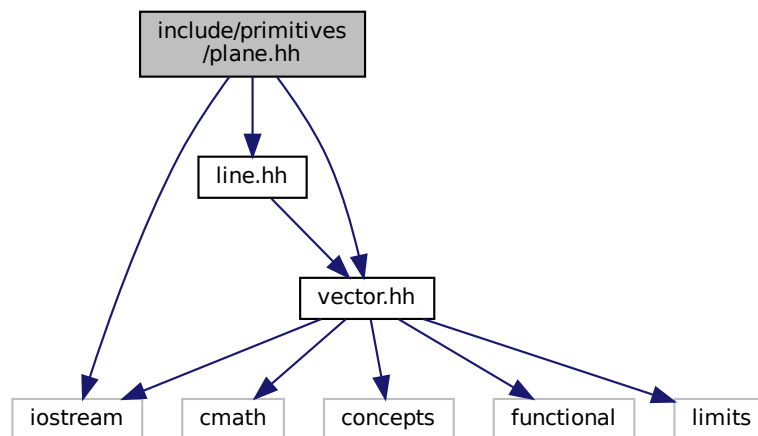 include/primitives
/plane.hh
line.hh
vector.hh
iostream
cmath
concepts
functional
limits